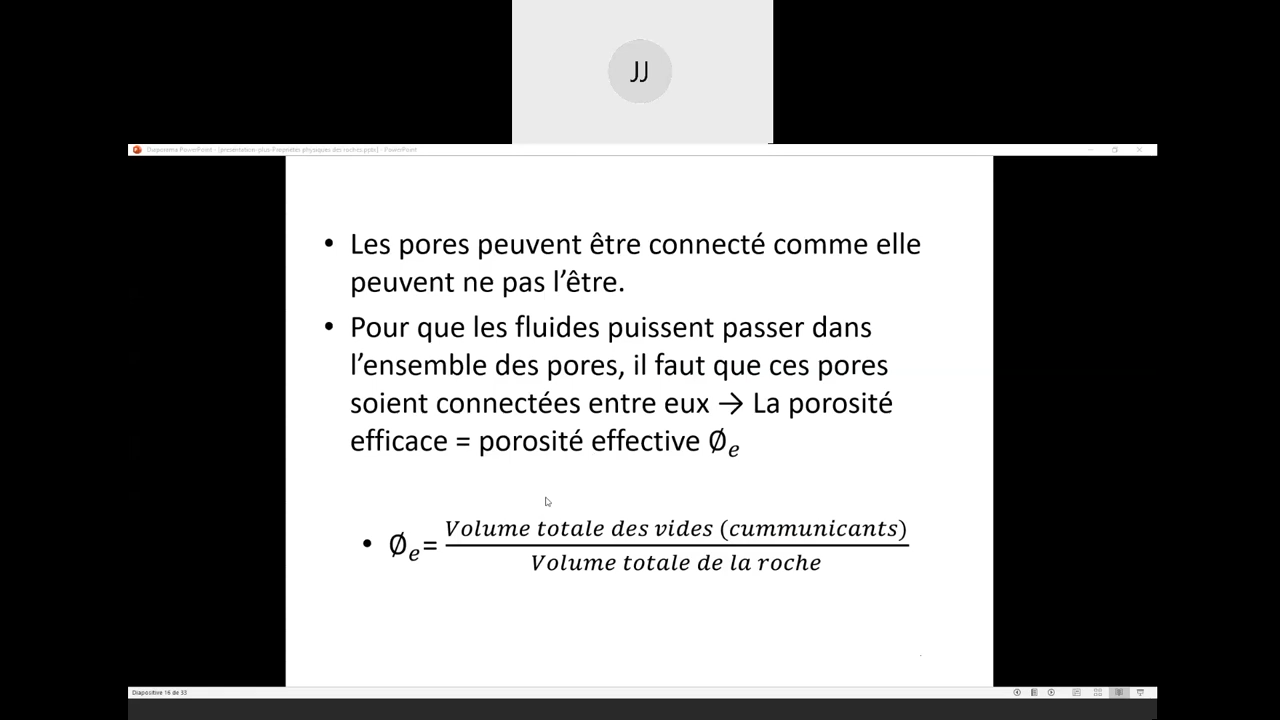 JJ
Diaporama PowerPoint - [presentation-plus-Propriétés physiques des roches.pptx] - PowerPoint
• Les pores peuvent être connecté comme elle
peuvent ne pas l’être.
• Pour que les fluides puissent passer dans
l’ensemble des pores, il faut que ces pores
soient connectées entre eux → La porosité
efficace = porosité effective Ø𝑒
• Ø𝑒= Volume totale des vides (cummunicants)
Volume totale de la roche
Diapositive 16 de 33